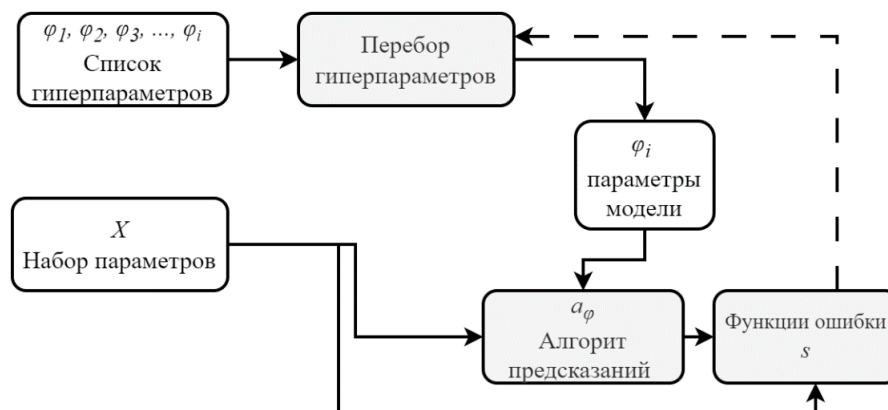 φ₁, φ₂, φ₃, ..., φᵢ
Список
гиперпараметров
Перебор
гиперпараметров
φᵢ
параметры
модели
X
Набор параметров
aᵩ
Алгорит
предсказаний
Функции ошибки
s